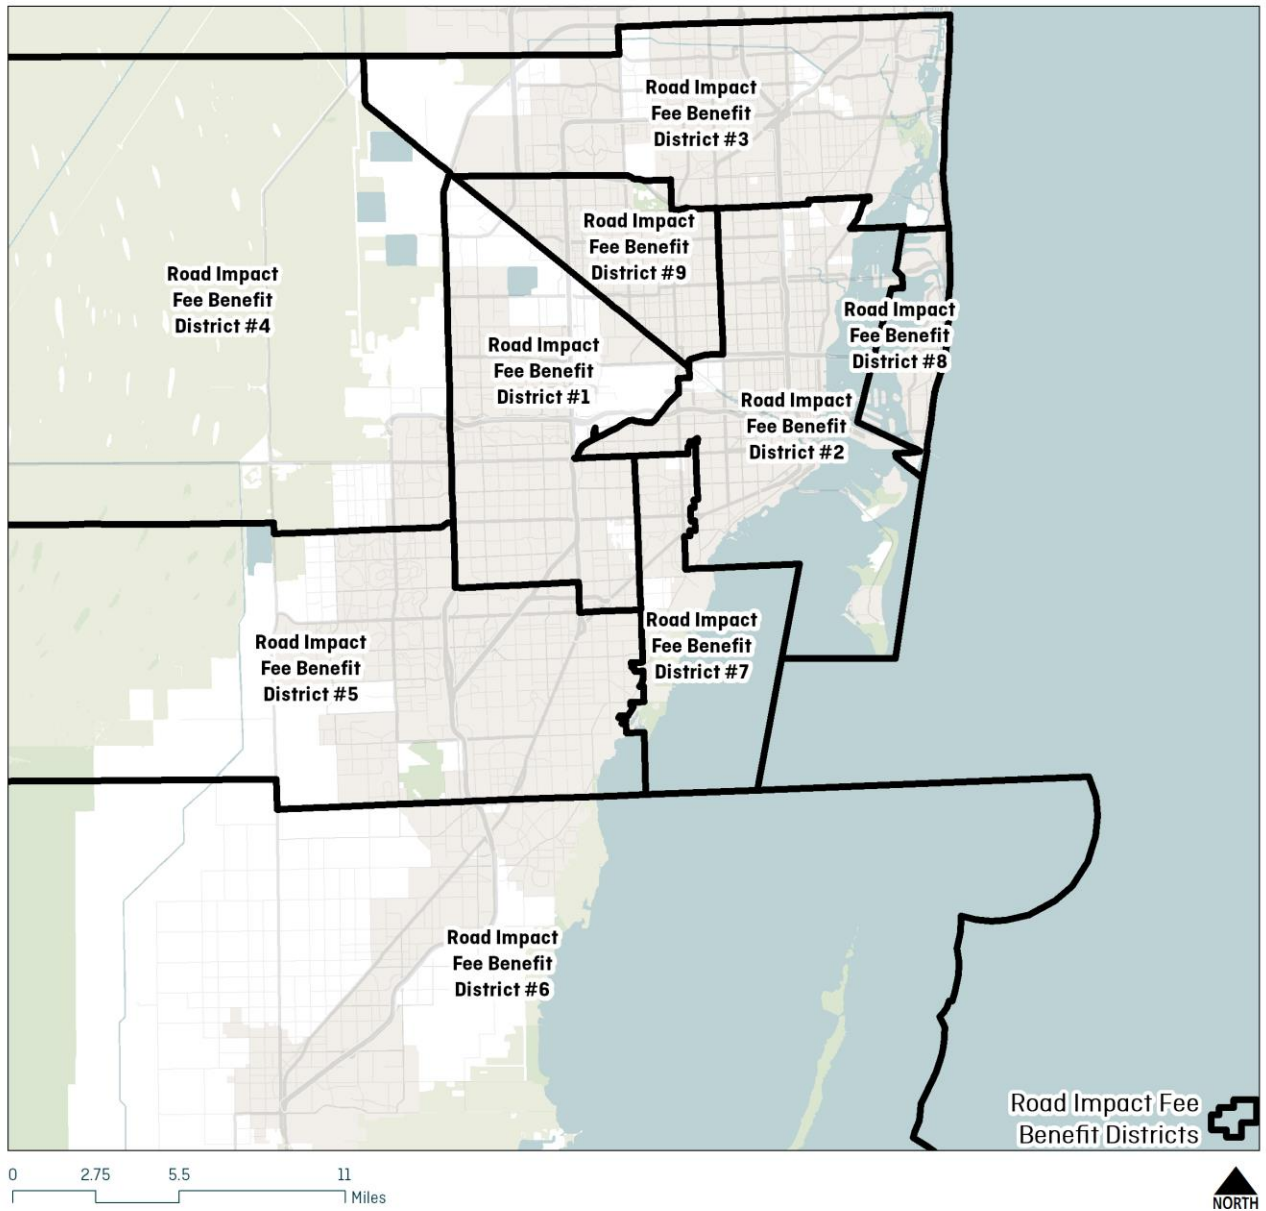 Road Impact
Fee Benefit
District #3
Road Impact
Fee Benefit
District #9
Road Impact
Fee Benefit
District #4
Road Impact
Fee Benefit
District #8
Road Impact
Fee Benefit
District #1
Road Impact
Fee Benefit
District #2
Road Impact
Fee Benefit
District #7
Road Impact
Fee Benefit
District #5
Road Impact
Fee Benefit
District #6
Road Impact Fee
Benefit Districts
0 2.75 5.5 11
Miles
NORTH